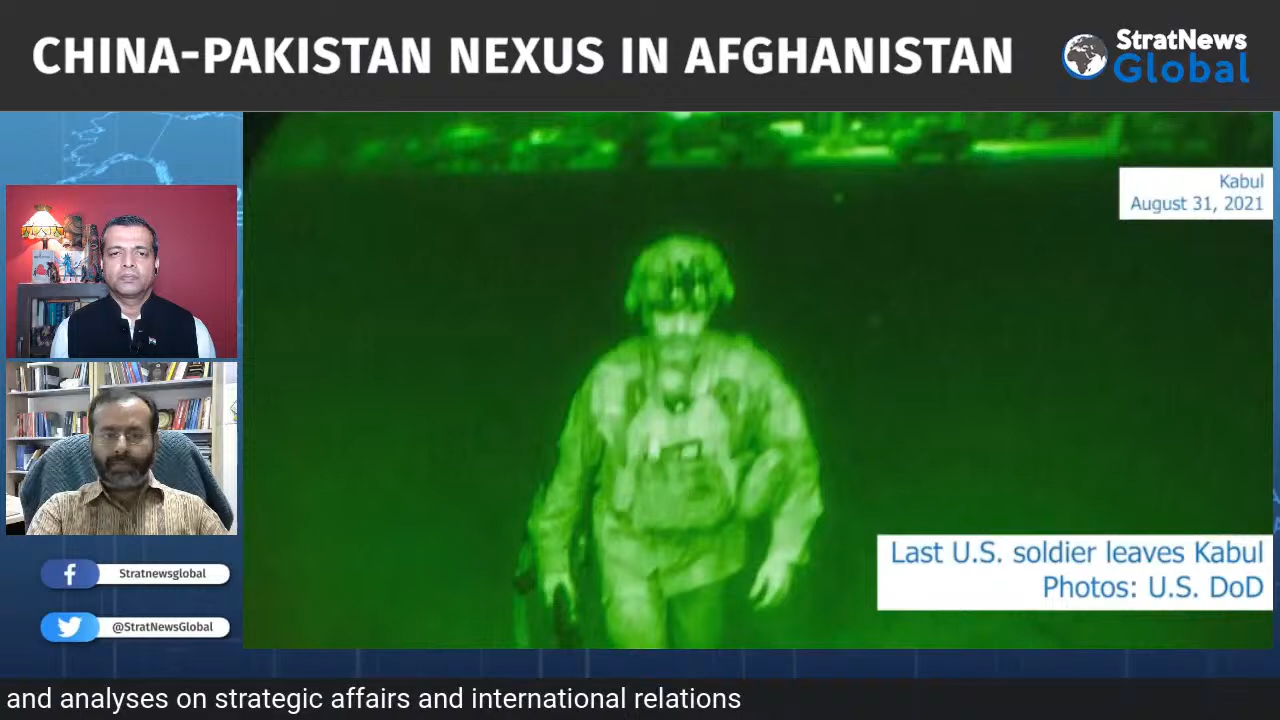 CHINA-PAKISTAN NEXUS IN AFGHANISTAN
StratNews
Global
Kabul
August 31, 2021
Last U.S. soldier leaves Kabul
Photos: U.S. DoD
Stratnewsglobal
@StratNewsGlobal
and analyses on strategic affairs and international relations